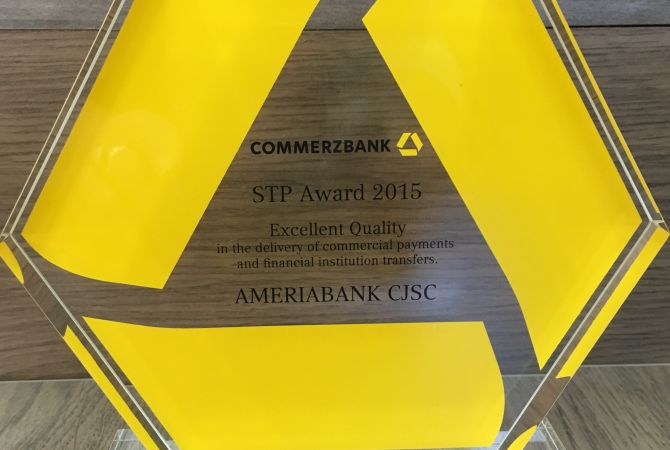 COMMERZBANK
STP Award 2015
Excellent Quality
in the delivery of commercial payments
and financial institution transfers.
AMERIABANK CJSC